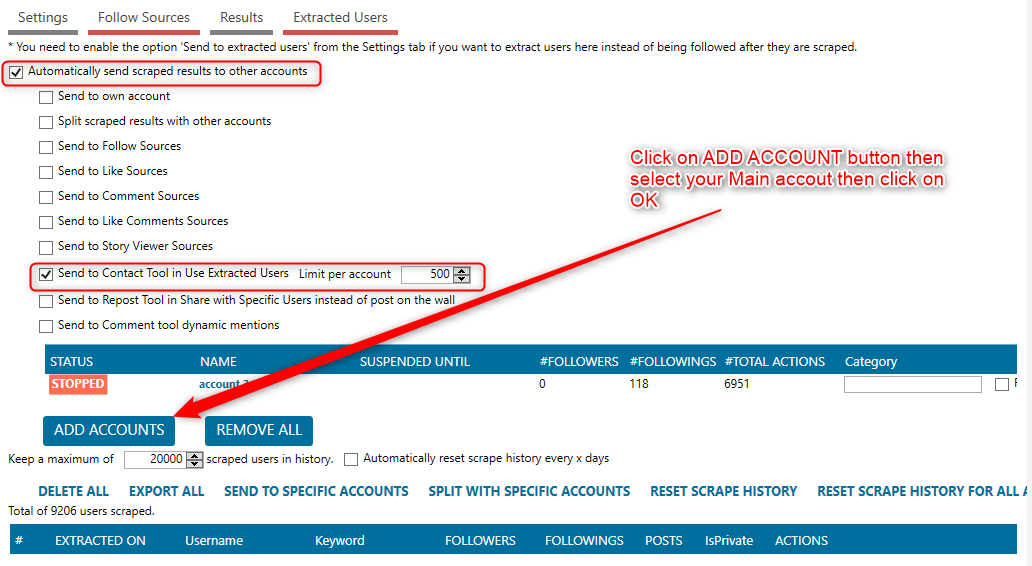 Settings Follow Sources Results Extracted Users
* You need to enable the option 'Send to extracted users' from the Settings tab if you want to extract users here instead of being followed after they are scraped.
Automatically send scraped results to other accounts
Send to own account
Split scraped results with other accounts
Send to Follow Sources
Send to Like Sources
Send to Comment Sources
Send to Like Comments Sources
Send to Story Viewer Sources
Click on ADD ACCOUNT button then
select your Main accout then click on
OK
Send to Contact Tool in Use Extracted Users Limit per account 500
Send to Repost Tool in Share with Specific Users instead of post on the wall
Send to Comment tool dynamic mentions
STATUS NAME SUSPENDED UNTIL #FOLLOWERS #FOLLOWINGS #TOTAL ACTIONS Category
STOPPED account 0 118 6951
ADD ACCOUNTS REMOVE ALL
Keep a maximum of 20000 scraped users in history. Automatically reset scrape history every x days
DELETE ALL EXPORT ALL SEND TO SPECIFIC ACCOUNTS SPLIT WITH SPECIFIC ACCOUNTS RESET SCRAPE HISTORY RESET SCRAPE HISTORY FOR ALL
Total of 9206 users scraped.
# EXTRACTED ON Username Keyword FOLLOWERS FOLLOWINGS POSTS IsPrivate ACTIONS